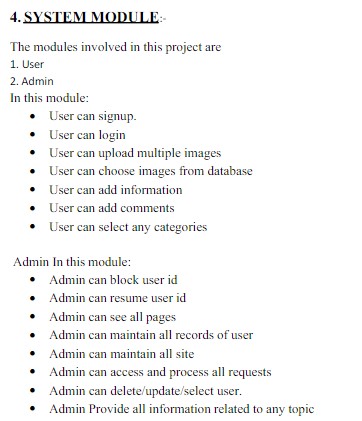 4. SYSTEM MODULE:-
The modules involved in this project are
1. User
2. Admin
In this module:
• User can signup.
• User can login
• User can upload multiple images
• User can choose images from database
• User can add information
• User can add comments
• User can select any categories
Admin In this module:
• Admin can block user id
• Admin can resume user id
• Admin can see all pages
• Admin can maintain all records of user
• Admin can maintain all site
• Admin can access and process all requests
• Admin can delete/update/select user.
• Admin Provide all information related to any topic